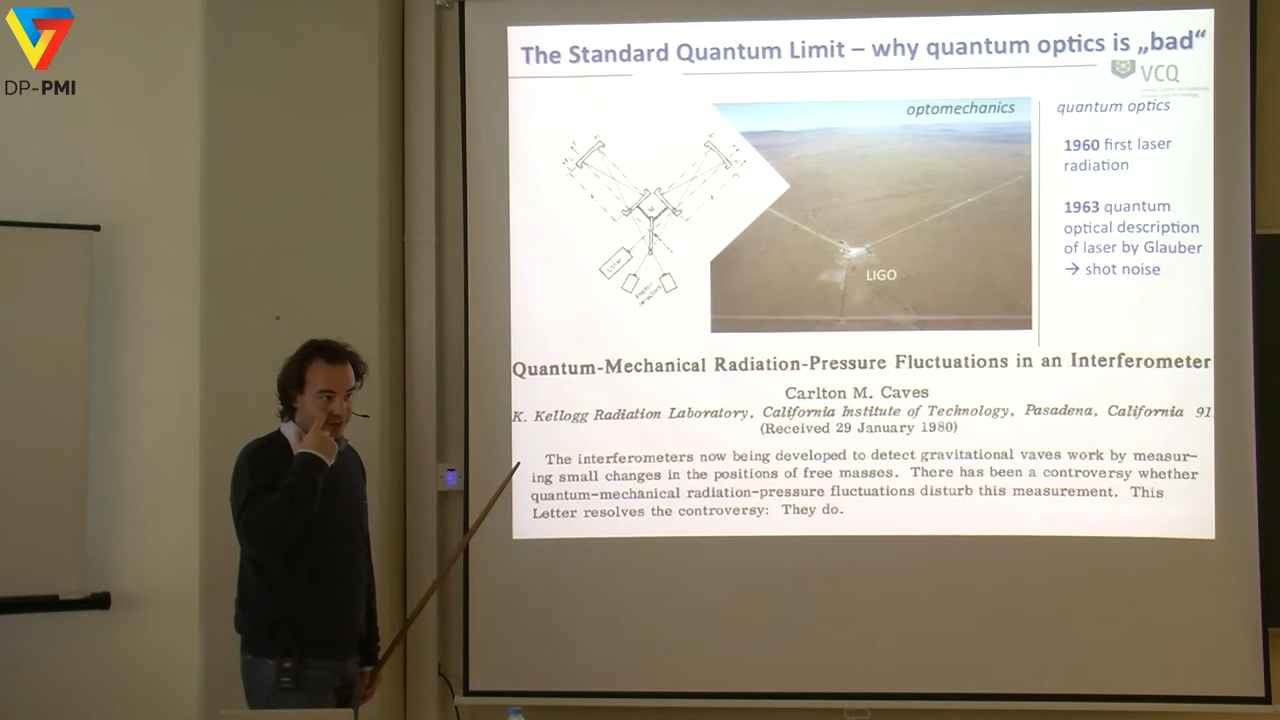 DP-PMI
The Standard Quantum Limit – why quantum optics is „bad“
VCQ
optomechanics
quantum optics
1960 first laser
radiation
1963 quantum
optical description
of laser by Glauber
→ shot noise
LIGO
Laser
Quantum-Mechanical Radiation-Pressure Fluctuations in an Interferometer
Carlton M. Caves
K. Kellogg Radiation Laboratory, California Institute of Technology, Pasadena, California 91
(Received 29 January 1980)
The interferometers now being developed to detect gravitational vaves work by measur-
ing small changes in the positions of free masses. There has been a controversy whether
quantum-mechanical radiation-pressure fluctuations disturb this measurement. This
Letter resolves the controversy: They do.